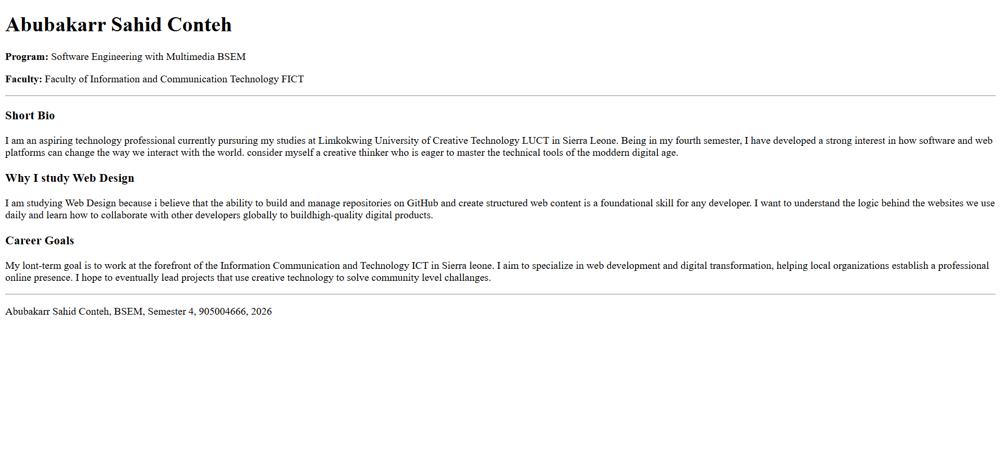 Abubakarr Sahid Conteh
Program: Software Engineering with Multimedia BSEM
Faculty: Faculty of Information and Communication Technology FICT
Short Bio
I am an aspiring technology professional currently pursuring my studies at Limkokwing University of Creative Technology LUCT in Sierra Leone. Being in my fourth semester, I have developed a strong interest in how software and web
platforms can change the way we interact with the world. consider myself a creative thinker who is eager to master the technical tools of the moddern digital age.
Why I study Web Design
I am studying Web Design because i believe that the ability to build and manage repositories on GitHub and create structured web content is a foundational skill for any developer. I want to understand the logic behind the websites we use
daily and learn how to collaborate with other developers globally to buildhigh-quality digital products.
Career Goals
My lont-term goal is to work at the forefront of the Information Communication and Technology ICT in Sierra leone. I aim to specialize in web development and digital transformation, helping local organizations establish a professional
online presence. I hope to eventually lead projects that use creative technology to solve community level challanges.
Abubakarr Sahid Conteh, BSEM, Semester 4, 905004666, 2026